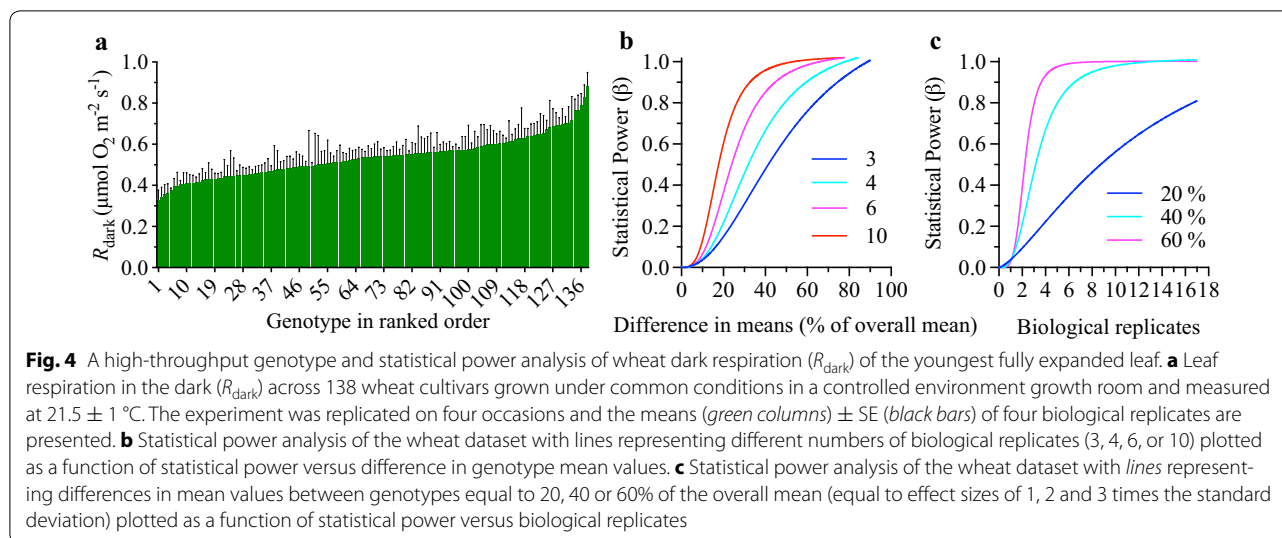 a
1.0
0.8
0.6
0.4
0.2
0.0
R_dark (µmol O₂ m⁻² s⁻¹)
1 10 19 28 37 46 55 64 73 82 91 100 109 118 127 136
Genotype in ranked order
b
1.0
0.8
0.6
0.4
0.2
0.0
Statistical Power (β)
3
4
6
10
0 20 40 60 80 100
Difference in means (% of overall mean)
c
1.0
0.8
0.6
0.4
0.2
0.0
Statistical Power (β)
20 %
40 %
60 %
0 2 4 6 8 10 12 14 16 18
Biological replicates
Fig. 4 A high-throughput genotype and statistical power analysis of wheat dark respiration (R_dark) of the youngest fully expanded leaf. a Leaf
respiration in the dark (R_dark) across 138 wheat cultivars grown under common conditions in a controlled environment growth room and measured
at 21.5 ± 1 °C. The experiment was replicated on four occasions and the means (green columns) ± SE (black bars) of four biological replicates are
presented. b Statistical power analysis of the wheat dataset with lines representing different numbers of biological replicates (3, 4, 6, or 10) plotted
as a function of statistical power versus difference in genotype mean values. c Statistical power analysis of the wheat dataset with lines represent-
ing differences in mean values between genotypes equal to 20, 40 or 60% of the overall mean (equal to effect sizes of 1, 2 and 3 times the standard
deviation) plotted as a function of statistical power versus biological replicates